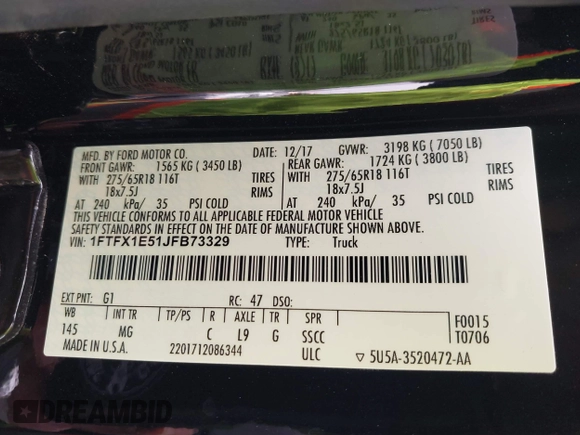 MFD. BY FORD MOTOR CO. DATE: 12/17 GVWR: 3198 KG ( 7050 LB)
FRONT GAWR: 1565 KG ( 3450 LB) REAR GAWR: 1724 KG ( 3800 LB)
WITH 275/65R18 116T TIRES WITH 275/65R18 116T TIRES
18x7.5J RIMS 18x7.5J RIMS
AT 240 kPa/ 35 PSI COLD AT 240 kPa/ 35 PSI COLD
THIS VEHICLE CONFORMS TO ALL APPLICABLE FEDERAL MOTOR VEHICLE
SAFETY STANDARDS IN EFFECT ON THE DATE OF MANUFACTURE SHOWN ABOVE.
VIN: 1FTFX1E51JFB73329 TYPE: Truck
EXT PNT: G1 RC: 47 DSO:
WB INT TR TP/PS R AXLE TR SPR F0015
145 MG C L9 G SSCC T0706
MADE IN U.S.A. 2201712086344 ULC ▽ 5U5A-3520472-AA
DREAMBID